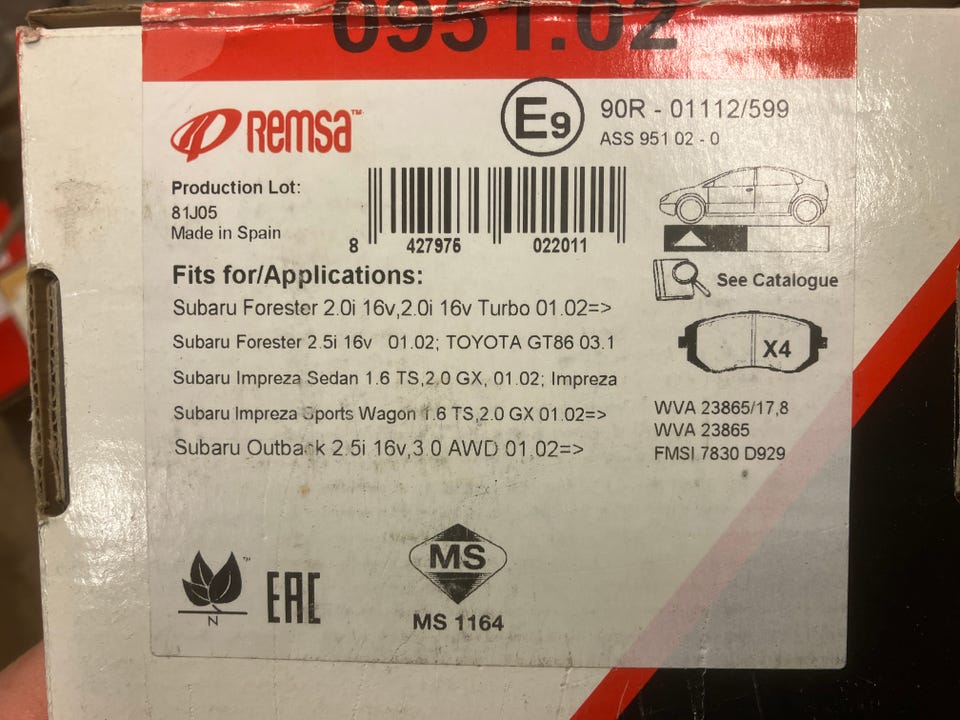 0951.02
Remsa™
E9
90R - 01112/599
ASS 951 02 - 0
Production Lot:
81J05
Made in Spain
8 427976 022011
Fits for/Applications:
Subaru Forester 2.0i 16v,2.0i 16v Turbo 01.02=>
Subaru Forester 2.5i 16v 01.02; TOYOTA GT86 03.1
Subaru Impreza Sedan 1.6 TS,2.0 GX, 01.02; Impreza
Subaru Impreza Sports Wagon 1.6 TS,2.0 GX 01.02=>
Subaru Outback 2.5i 16v,3.0 AWD 01.02=>
See Catalogue
X4
WVA 23865/17,8
WVA 23865
FMSI 7830 D929
™
N
EAC
MS
MS 1164